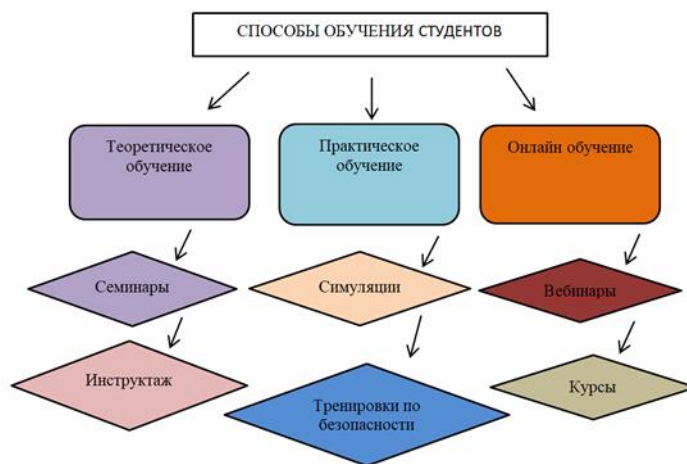 СПОСОБЫ ОБУЧЕНИЯ СТУДЕНТОВ
Теоретическое
обучение
Практическое
обучение
Онлайн обучение
Семинары
Симуляции
Вебинары
Инструктаж
Тренировки по
безопасности
Курсы